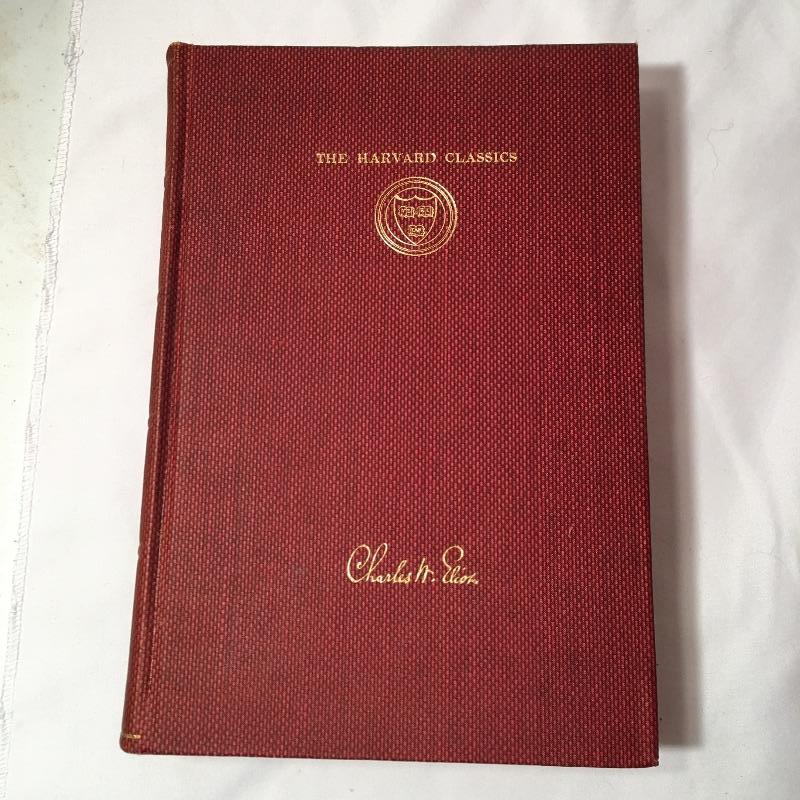 THE HARVARD CLASSICS
Charles W. Eliot